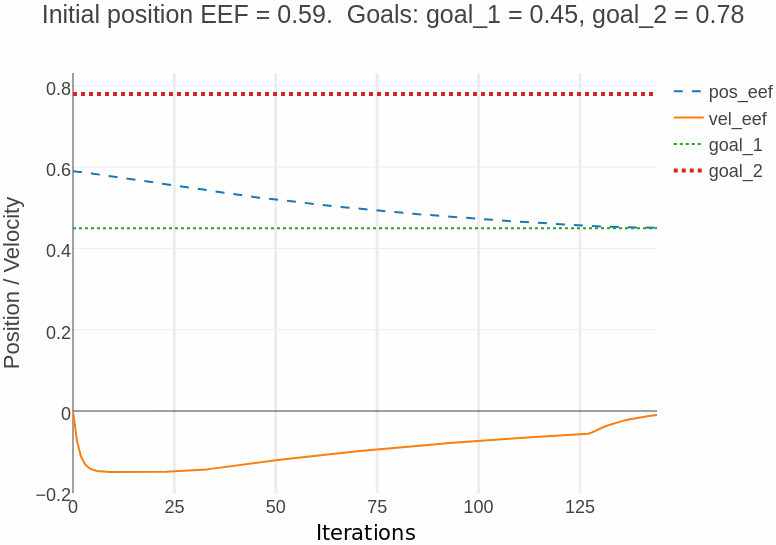 Initial position EEF = 0.59.  Goals: goal_1 = 0.45, goal_2 = 0.78
0.8
0.6
0.4
0.2
0
−0.2
Position / Velocity
0
25
50
75
100
125
Iterations
pos_eef
vel_eef
goal_1
goal_2